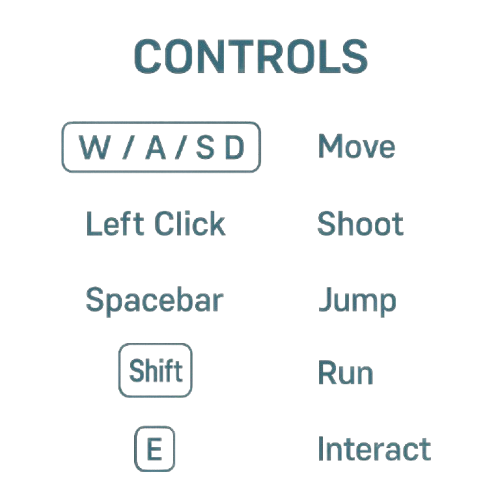 CONTROLS
W / A / S D Move
Left Click Shoot
Spacebar Jump
Shift Run
E Interact